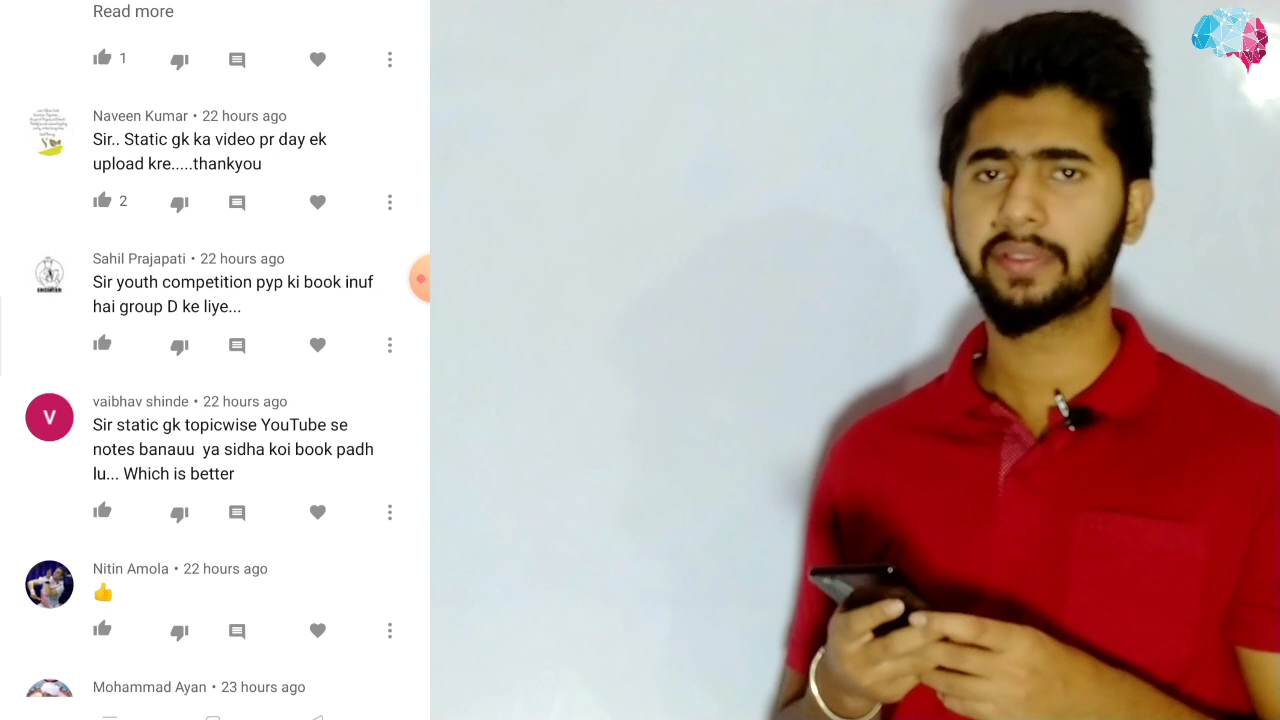 Read more
1
Naveen Kumar • 22 hours ago
Sir.. Static gk ka video pr day ek
upload kre.....thankyou
2
Sahil Prajapati • 22 hours ago
Sir youth competition pyp ki book inuf
hai group D ke liye...
vaibhav shinde • 22 hours ago
V
Sir static gk topicwise YouTube se
notes banauu  ya sidha koi book padh
lu... Which is better
Nitin Amola • 22 hours ago
👍
Mohammad Ayan • 23 hours ago